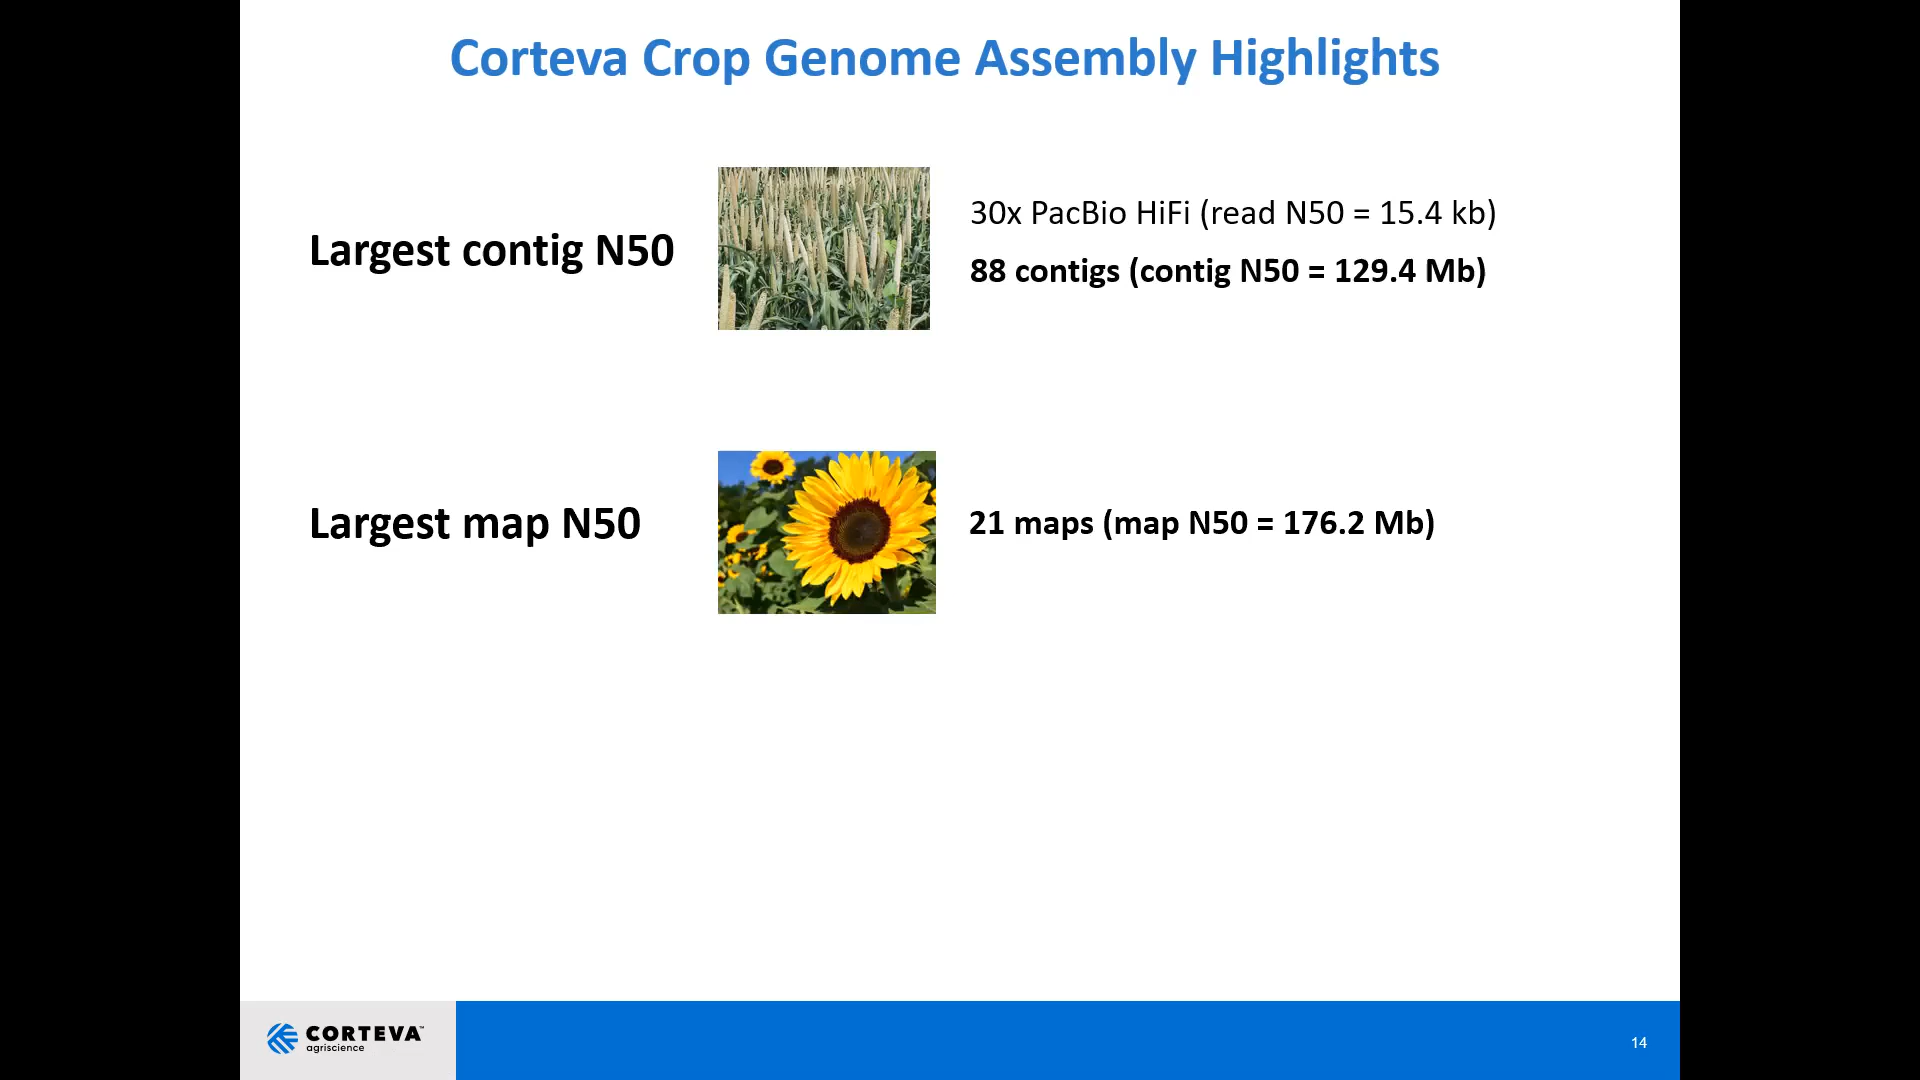 Corteva Crop Genome Assembly Highlights
Largest contig N50
30x PacBio HiFi (read N50 = 15.4 kb)
88 contigs (contig N50 = 129.4 Mb)
Largest map N50
21 maps (map N50 = 176.2 Mb)
CORTEVA™
agriscience
14